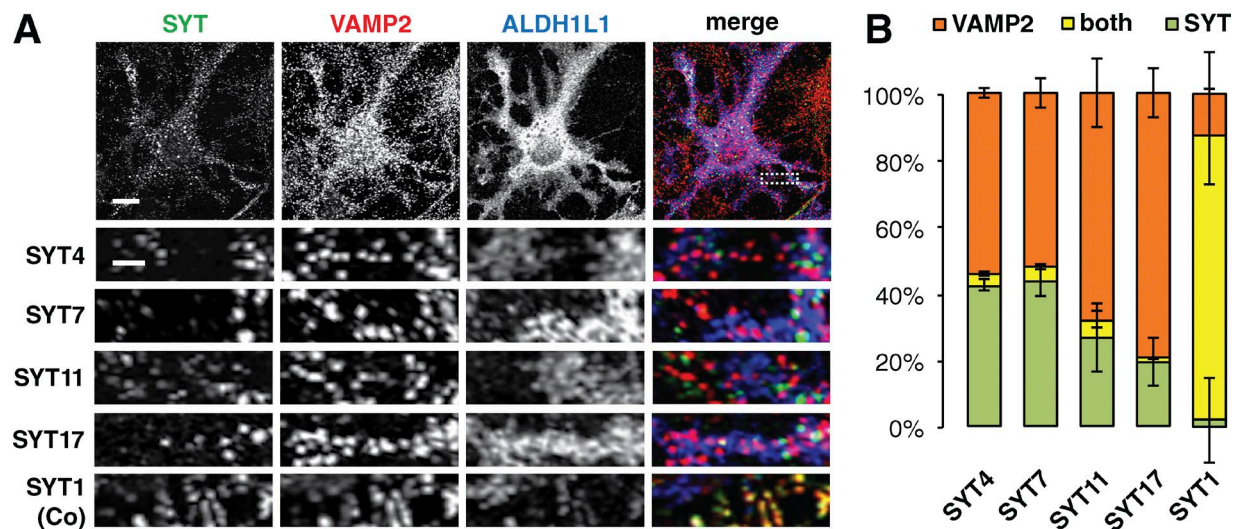 A
SYT
VAMP2
ALDH1L1
merge
SYT4
SYT7
SYT11
SYT17
SYT1
(Co)
B
VAMP2 both SYT
100%
80%
60%
40%
20%
0%
SYT4
SYT7
SYT11
SYT17
SYT1